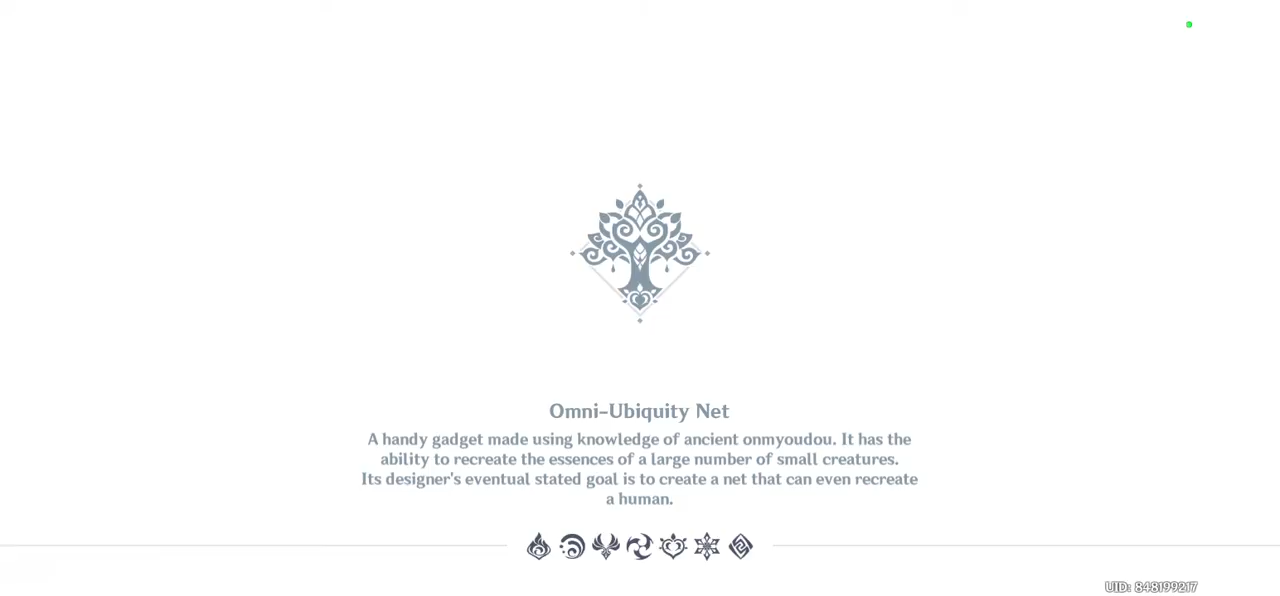 Omni-Ubiquity Net
A handy gadget made using knowledge of ancient onmyoudou. It has the
ability to recreate the essences of a large number of small creatures.
Its designer's eventual stated goal is to create a net that can even recreate
a human.
UID: 848199217